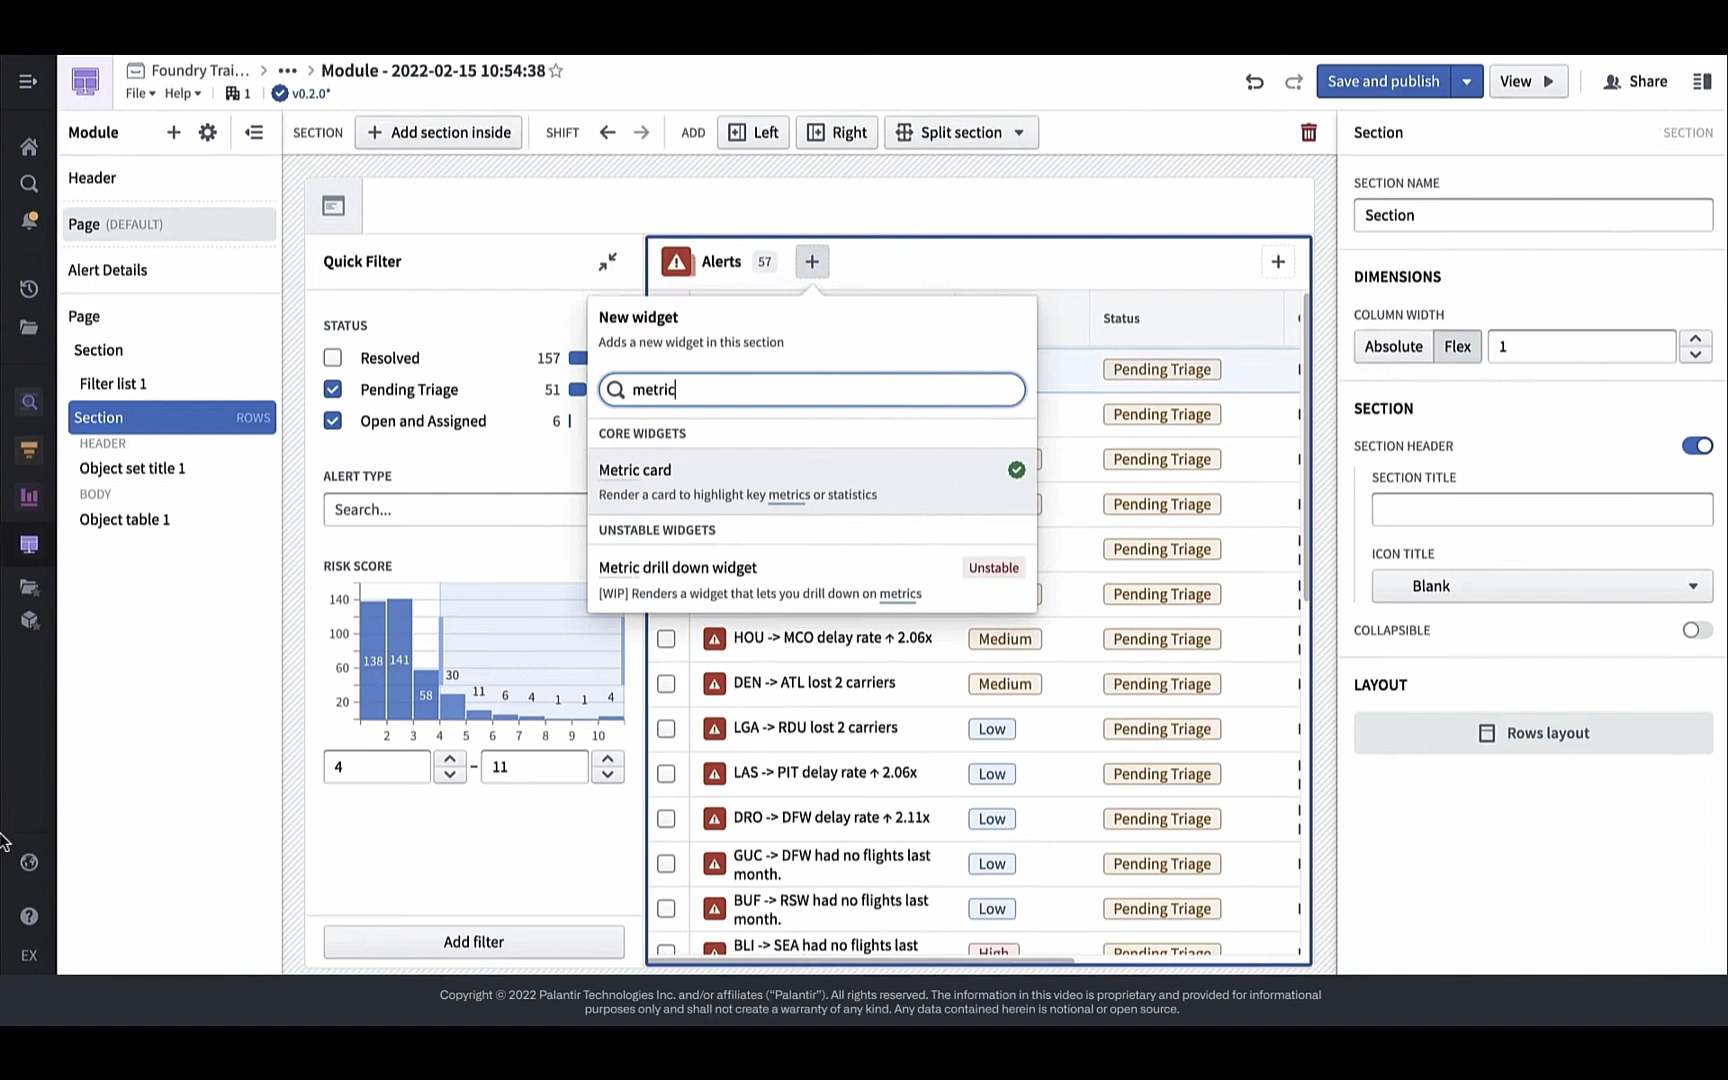 Foundry Trai... > ••• > Module - 2022-02-15 10:54:38
File Help 1 v0.2.0*
Save and publish
View
Share
Module
SECTION
Add section inside
SHIFT
ADD
Left
Right
Split section
Section
SECTION
Header
Page (DEFAULT)
Alert Details
Page
Section
Filter list 1
Section ROWS
HEADER
Object set title 1
BODY
Object table 1
EX
Quick Filter
STATUS
Resolved 157
Pending Triage 51
Open and Assigned 6
ALERT TYPE
Search...
RISK SCORE
140
100
60
20
138 141 58 30 11 6 4 1 1 4
2 3 4 5 6 7 8 9 10
4 - 11
Add filter
Alerts 57
New widget
Adds a new widget in this section
metric
CORE WIDGETS
Metric card
Render a card to highlight key metrics or statistics
UNSTABLE WIDGETS
Metric drill down widget Unstable
[WIP] Renders a widget that lets you drill down on metrics
Status
Pending Triage
Pending Triage
Pending Triage
Pending Triage
Pending Triage
Pending Triage
HOU -> MCO delay rate ↑ 2.06x Medium Pending Triage
DEN -> ATL lost 2 carriers Medium Pending Triage
LGA -> RDU lost 2 carriers Low Pending Triage
LAS -> PIT delay rate ↑ 2.06x Low Pending Triage
DRO -> DFW delay rate ↑ 2.11x Low Pending Triage
GUC -> DFW had no flights last
month. Low Pending Triage
BUF -> RSW had no flights last
month. Low Pending Triage
BLI -> SEA had no flights last High Pending Triage
SECTION NAME
Section
DIMENSIONS
COLUMN WIDTH
Absolute Flex 1
SECTION
SECTION HEADER
SECTION TITLE
ICON TITLE
Blank
COLLAPSIBLE
LAYOUT
Rows layout
Copyright © 2022 Palantir Technologies Inc. and/or affiliates (“Palantir”). All rights reserved. The information in this video is proprietary and provided for informational
purposes only and shall not create a warranty of any kind. Any data contained herein is notional or open source.